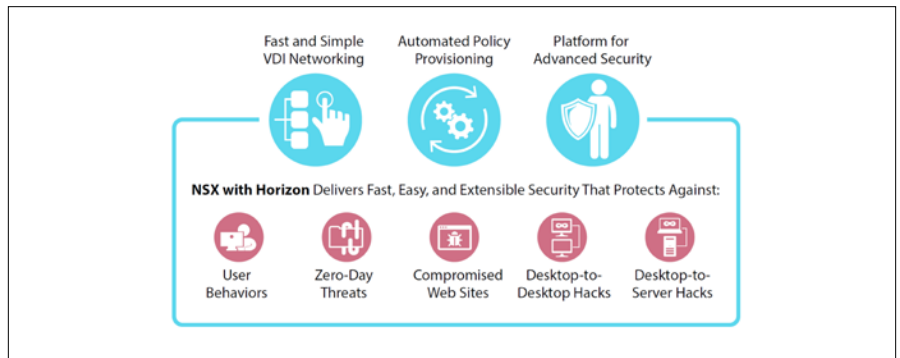 Fast and Simple
VDI Networking
Automated Policy
Provisioning
Platform for
Advanced Security
NSX with Horizon Delivers Fast, Easy, and Extensible Security That Protects Against:
User
Behaviors
Zero-Day
Threats
Compromised
Web Sites
Desktop-to-
Desktop Hacks
Desktop-to-
Server Hacks